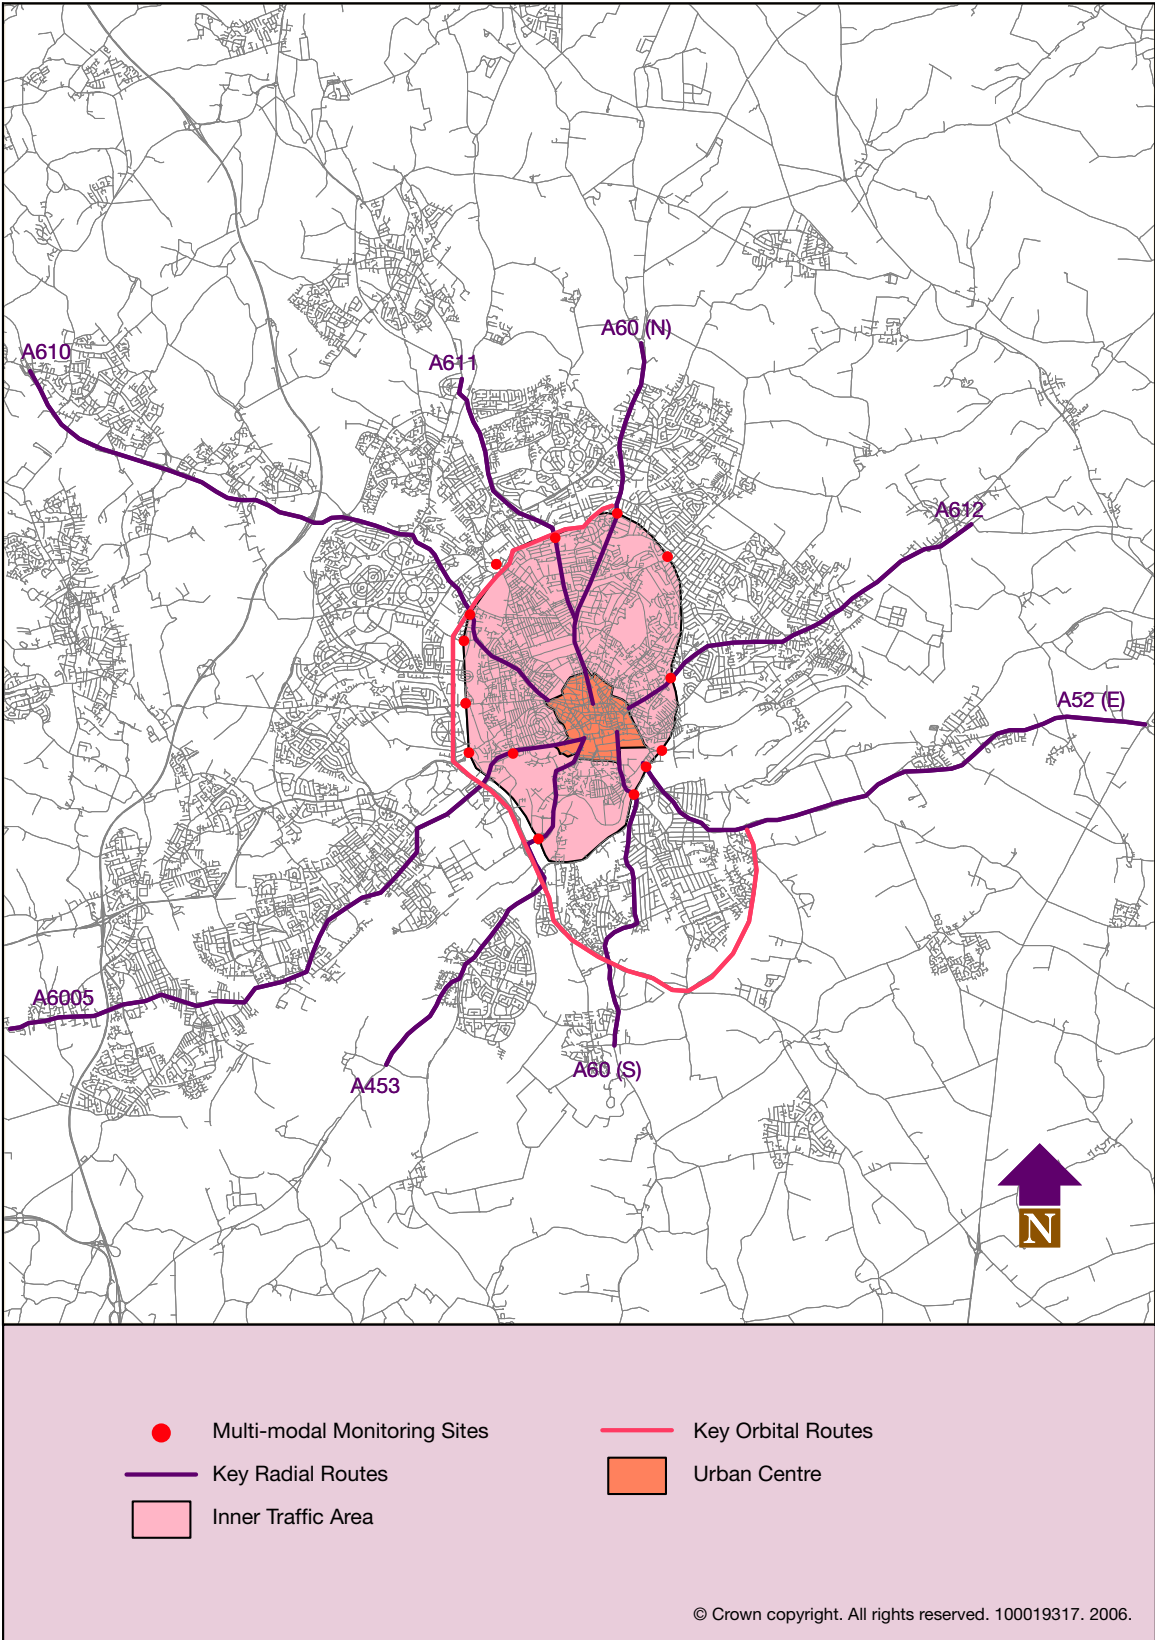 A60 (N)
A610
A611
A612
A52 (E)
A6005
A60 (S)
A453
N
Multi-modal Monitoring Sites
Key Orbital Routes
Key Radial Routes
Urban Centre
Inner Traffic Area
© Crown copyright. All rights reserved. 100019317. 2006.